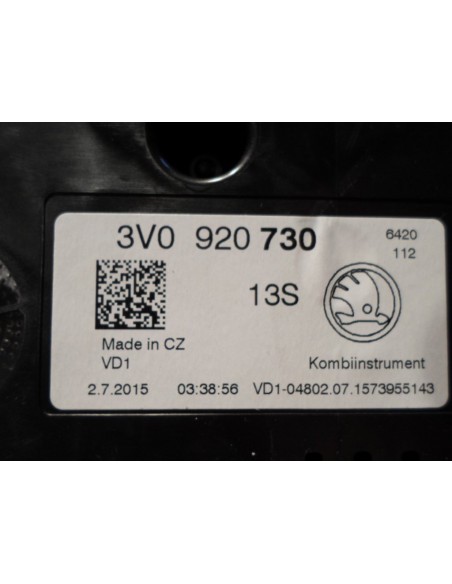 3V0 920 730 6420
112
13S
Made in CZ
VD1 Kombiinstrument
2.7.2015 03:38:56 VD1-04802.07.1573955143